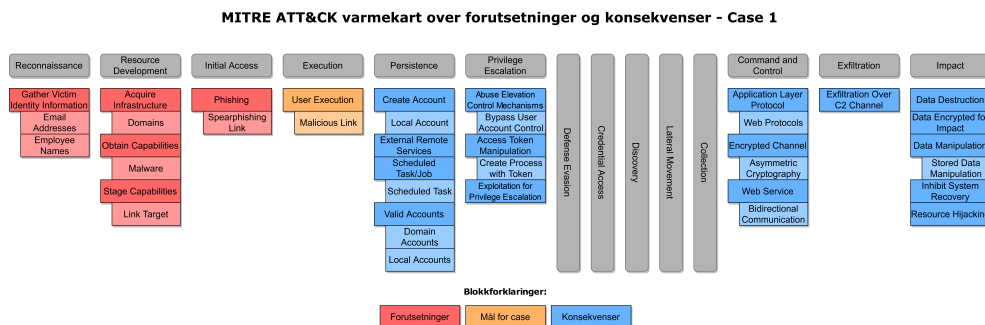 MITRE ATT&CK varmekart over forutsetninger og konsekvenser - Case 1
Reconnaissance
Gather Victim
Identity Information
Email
Addresses
Employee
Names
Resource
Development
Acquire
Infrastructure
Domains
Obtain Capabilities
Malware
Stage Capabilities
Link Target
Initial Access
Phishing
Spearphishing
Link
Execution
User Execution
Malicious Link
Persistence
Create Account
Local Account
External Remote
Services
Scheduled
Task/Job
Scheduled Task
Valid Accounts
Domain
Accounts
Local Accounts
Privilege
Escalation
Abuse Elevation
Control Mechanisms
Bypass User
Account Control
Access Token
Manipulation
Create Process
with Token
Exploitation for
Privilege Escalation
Defense Evasion
Credential Access
Discovery
Lateral Movement
Collection
Command and
Control
Application Layer
Protocol
Web Protocols
Encrypted Channel
Asymmetric
Cryptography
Web Service
Bidirectional
Communication
Exfiltration
Exfiltration Over
C2 Channel
Impact
Data Destruction
Data Encrypted for
Impact
Data Manipulation
Stored Data
Manipulation
Inhibit System
Recovery
Resource Hijacking
Blokkforklaringer:
Forutsetninger
Mål for case
Konsekvenser